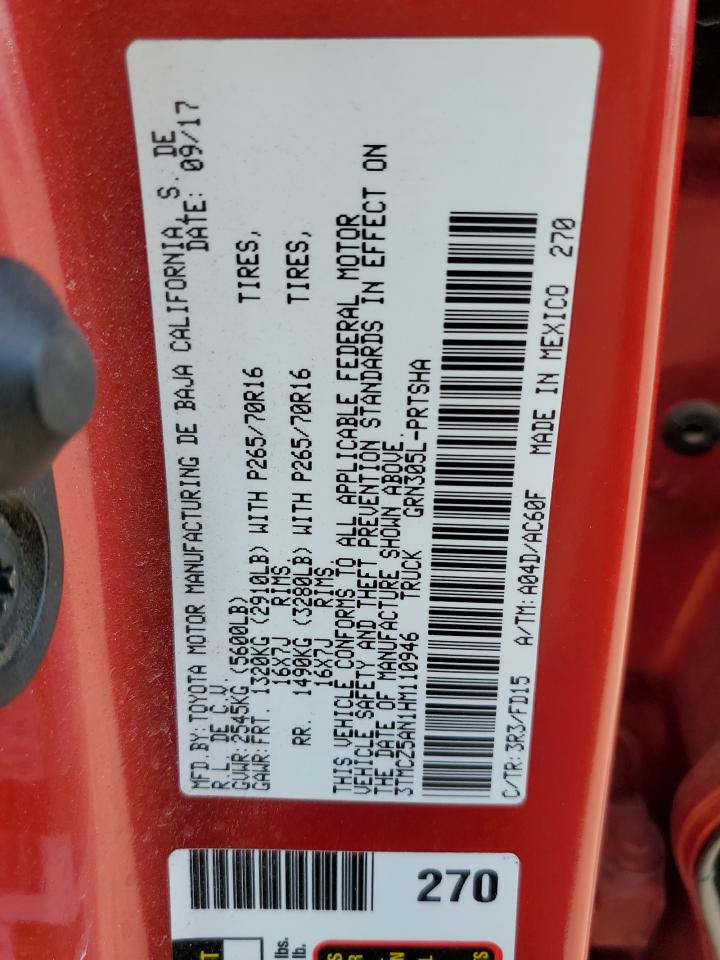 MFD.BY:TOYOTA MOTOR MANUFACTURING DE BAJA CALIFORNIA, S. DE
R.L. DE C.V. DATE: 09/17
GVWR:2545KG (5600LB)
GAWR:FRT. 1320KG (2910LB) WITH P265/70R16 TIRES,
16X7J RIMS.
RR. 1490KG (3280LB) WITH P265/70R16 TIRES,
16X7J RIMS.
THIS VEHICLE CONFORMS TO ALL APPLICABLE FEDERAL MOTOR
VEHICLE SAFETY AND THEFT PREVENTION STANDARDS IN EFFECT ON
THE DATE OF MANUFACTURE SHOWN ABOVE.
3TMCZ5AN1HM110946 TRUCK GRN305L-PRTSHA
C/TR:3R3/FD15 A/TM:A04D/AC60F MADE IN MEXICO 270
270
lbs.
lb.